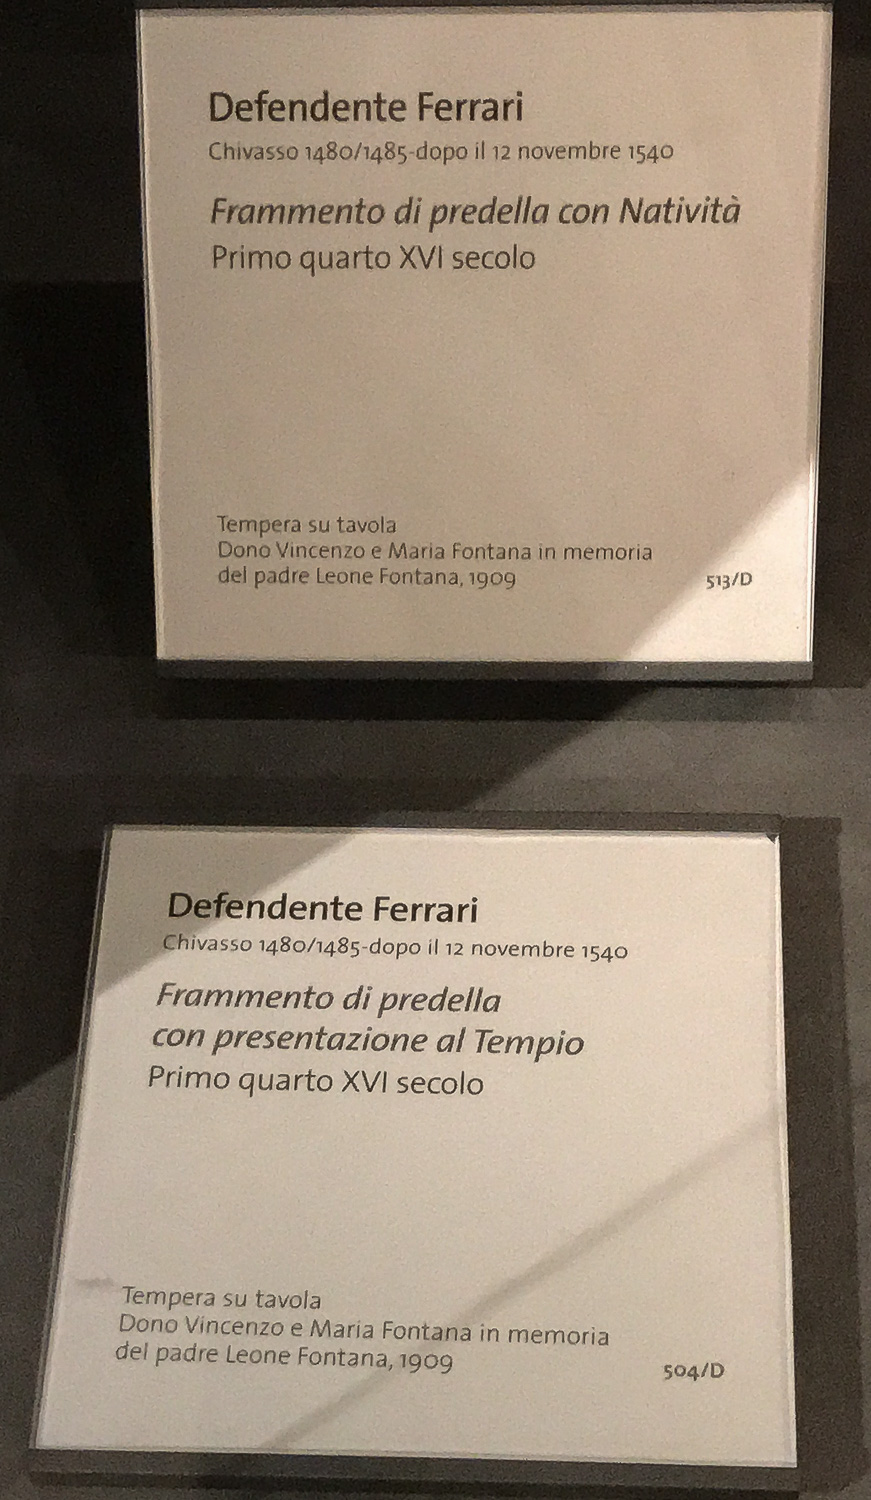 Defendente Ferrari
Chivasso 1480/1485-dopo il 12 novembre 1540
Frammento di predella con Natività
Primo quarto XVI secolo
Tempera su tavola
Dono Vincenzo e Maria Fontana in memoria
del padre Leone Fontana, 1909
513/D
Defendente Ferrari
Chivasso 1480/1485-dopo il 12 novembre 1540
Frammento di predella
con presentazione al Tempio
Primo quarto XVI secolo
Tempera su tavola
Dono Vincenzo e Maria Fontana in memoria
del padre Leone Fontana, 1909
504/D